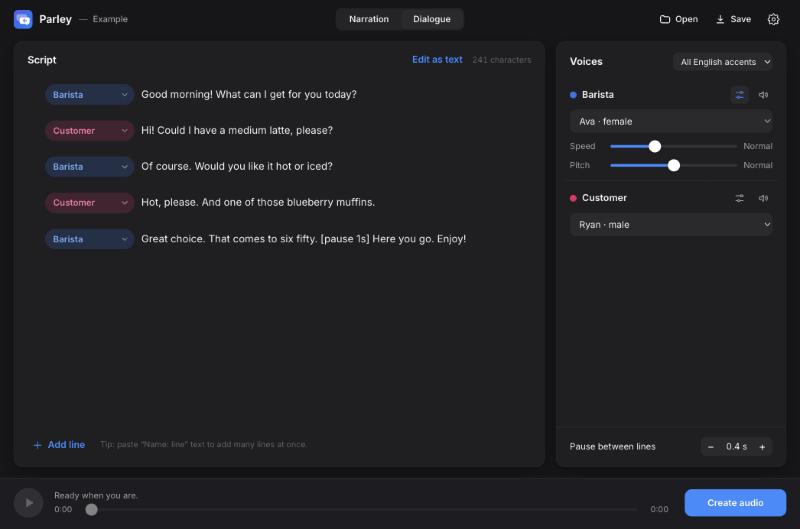 Parley — Example
Narration
Dialogue
Open
Save
Script
Edit as text
241 characters
Barista
Good morning! What can I get for you today?
Customer
Hi! Could I have a medium latte, please?
Barista
Of course. Would you like it hot or iced?
Customer
Hot, please. And one of those blueberry muffins.
Barista
Great choice. That comes to six fifty. [pause 1s] Here you go. Enjoy!
+ Add line
Tip: paste “Name: line” text to add many lines at once.
Voices
All English accents
Barista
Ava · female
Speed
Normal
Pitch
Normal
Customer
Ryan · male
Pause between lines
− 0.4 s +
Ready when you are.
0:00
0:00
Create audio